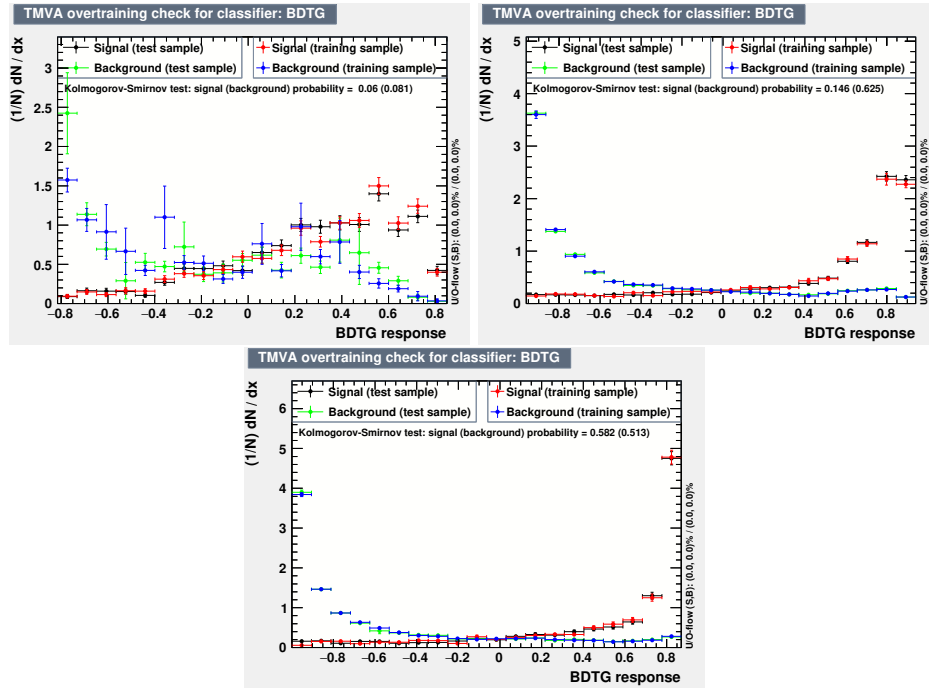 TMVA overtraining check for classifier: BDTG
Signal (test sample)
Signal (training sample)
Background (test sample)
Background (training sample)
Kolmogorov-Smirnov test: signal (background) probability = 0.06 (0.081)
(1/N) dN / dx
3
2.5
2
1.5
1
0.5
0
−0.8 −0.6 −0.4 −0.2 0 0.2 0.4 0.6 0.8
BDTG response
U/O-flow (S,B): (0.0, 0.0)% / (0.0, 0.0)%
TMVA overtraining check for classifier: BDTG
Signal (test sample)
Signal (training sample)
Background (test sample)
Background (training sample)
Kolmogorov-Smirnov test: signal (background) probability = 0.146 (0.625)
(1/N) dN / dx
5
4
3
2
1
0
−0.8 −0.6 −0.4 −0.2 0 0.2 0.4 0.6 0.8
BDTG response
U/O-flow (S,B): (0.0, 0.0)% / (0.0, 0.0)%
TMVA overtraining check for classifier: BDTG
Signal (test sample)
Signal (training sample)
Background (test sample)
Background (training sample)
Kolmogorov-Smirnov test: signal (background) probability = 0.582 (0.513)
(1/N) dN / dx
6
5
4
3
2
1
0
−0.8 −0.6 −0.4 −0.2 0 0.2 0.4 0.6 0.8
BDTG response
U/O-flow (S,B): (0.0, 0.0)% / (0.0, 0.0)%